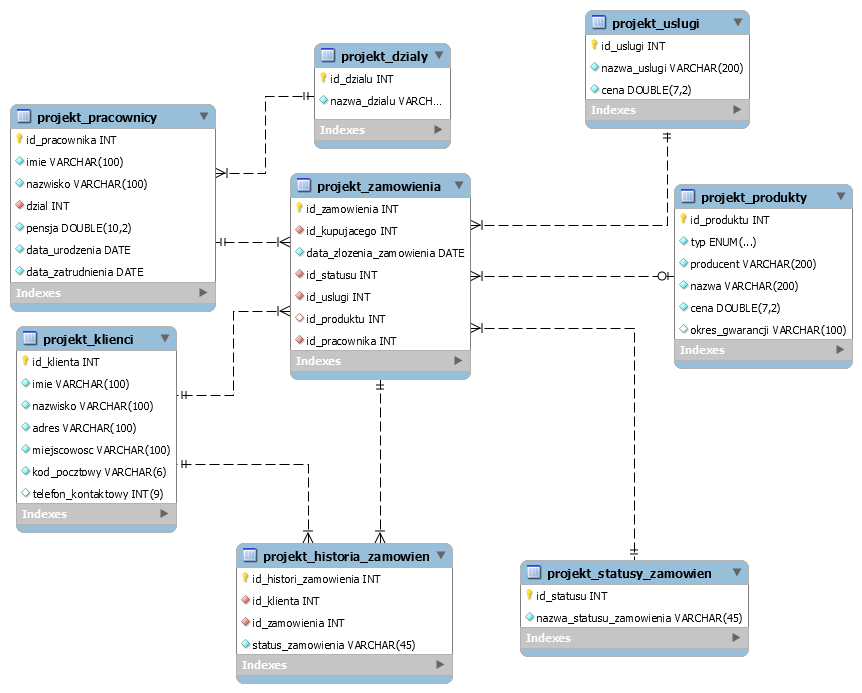 projekt_uslugi
id_uslugi INT
nazwa_uslugi VARCHAR(200)
cena DOUBLE(7,2)
Indexes
projekt_dzialy
id_dzialu INT
nazwa_dzialu VARCH...
Indexes
projekt_pracownicy
id_pracownika INT
imie VARCHAR(100)
nazwisko VARCHAR(100)
dzial INT
pensja DOUBLE(10,2)
data_urodzenia DATE
data_zatrudnienia DATE
Indexes
projekt_zamowienia
id_zamowienia INT
id_kupujacego INT
data_zlozenia_zamowienia DATE
id_statusu INT
id_uslugi INT
id_produktu INT
id_pracownika INT
Indexes
projekt_produkty
id_produktu INT
typ ENUM(...)
producent VARCHAR(200)
nazwa VARCHAR(200)
cena DOUBLE(7,2)
okres_gwarancji VARCHAR(100)
Indexes
projekt_klienci
id_klienta INT
imie VARCHAR(100)
nazwisko VARCHAR(100)
adres VARCHAR(100)
miejscowosc VARCHAR(100)
kod_pocztowy VARCHAR(6)
telefon_kontaktowy INT(9)
Indexes
projekt_historia_zamowien
id_histori_zamowienia INT
id_klienta INT
id_zamowienia INT
status_zamowienia VARCHAR(45)
Indexes
projekt_statusy_zamowien
id_statusu INT
nazwa_statusu_zamowienia VARCHAR(45)
Indexes